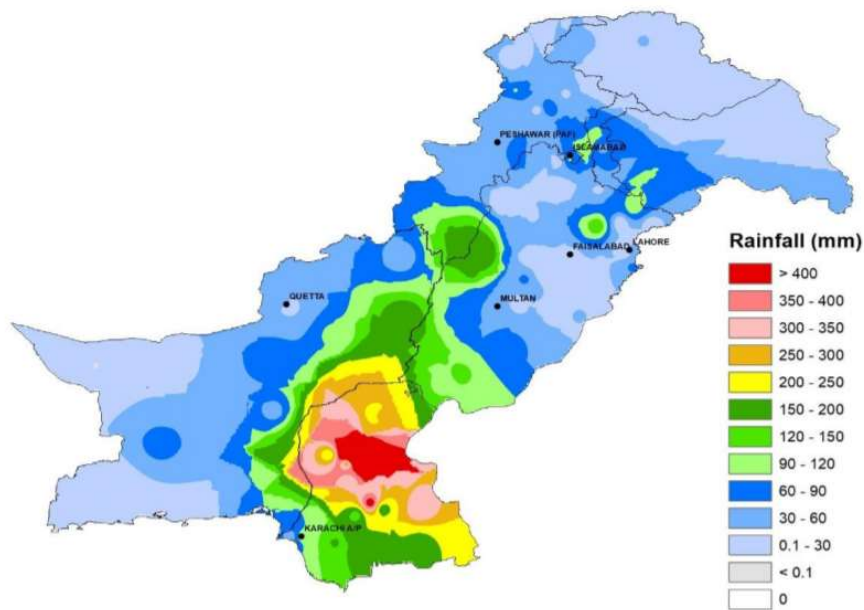 PESHAWAR (PAF)
ISLAMABAD
FAISALABAD
LAHORE
QUETTA
MULTAN
KARACHI A/P
Rainfall (mm)
> 400
350 - 400
300 - 350
250 - 300
200 - 250
150 - 200
120 - 150
90 - 120
60 - 90
30 - 60
0.1 - 30
< 0.1
0